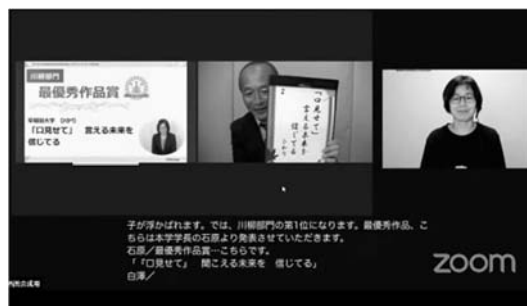 川柳部門
最優秀作品賞
早稲田大学 ひかり
「口見せて」 言える未来を
信じてる
「口見せて」
言える未来を
信じてる
ひかり
子が浮かばれます。では、川柳部門の第1位になります。最優秀作品、こ
ちらは本学学長の石原より発表させていただきます。
石原/最優秀賞…こちらです。
「「口見せて」 聞こえる未来を 信じてる」
白澤/
zoom